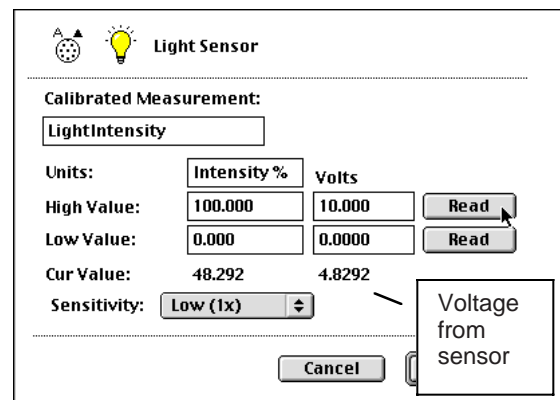 A
Light Sensor
Calibrated Measurement:
LightIntensity
Units: Intensity % Volts
High Value: 100.000 10.000 Read
Low Value: 0.000 0.0000 Read
Cur Value: 48.292 4.8292
Sensitivity: Low (1x)
Voltage
from
sensor
Cancel